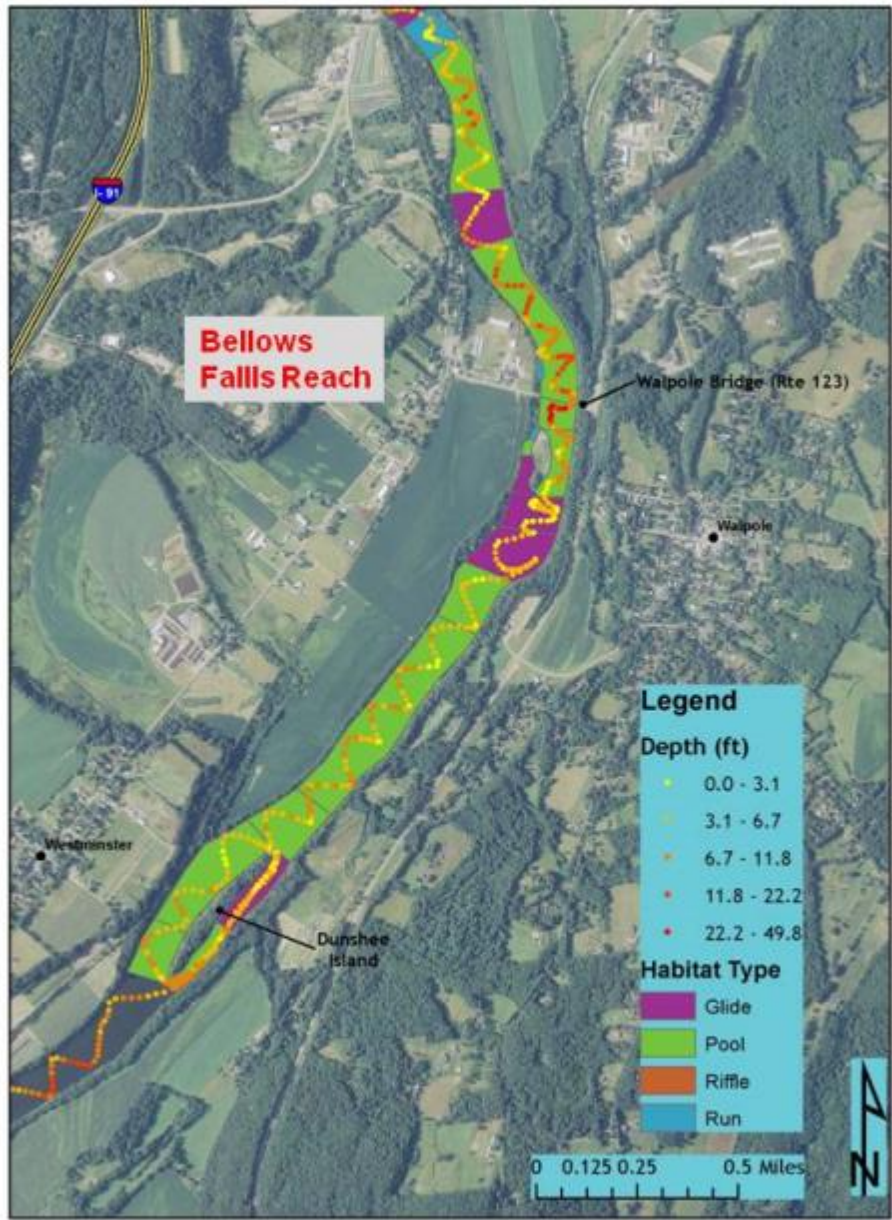 I- 91
Bellows
Fallls Reach
Walpole Bridge (Rte 123)
Walpole
Westminster
Dunshee
Island
Legend
Depth (ft)
0.0 - 3.1
3.1 - 6.7
6.7 - 11.8
11.8 - 22.2
22.2 - 49.8
Habitat Type
Glide
Pool
Riffle
Run
0 0.125 0.25 0.5 Miles
N